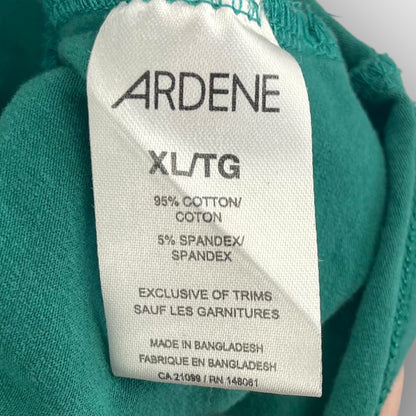 ARDENE
XL/TG
95% COTTON/
COTON
5% SPANDEX/
SPANDEX
EXCLUSIVE OF TRIMS
SAUF LES GARNITURES
MADE IN BANGLADESH
FABRIQUE EN BANGLADESH
CA 21099 / RN 148061